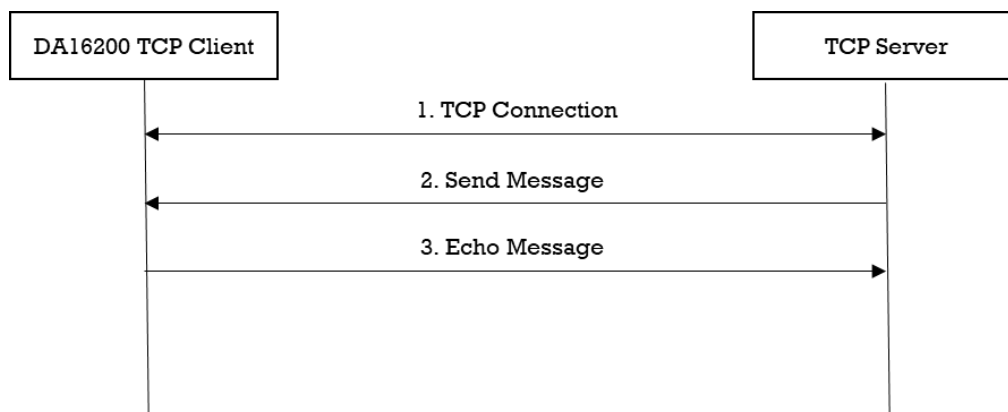 DA16200 TCP Client
TCP Server
1. TCP Connection
2. Send Message
3. Echo Message